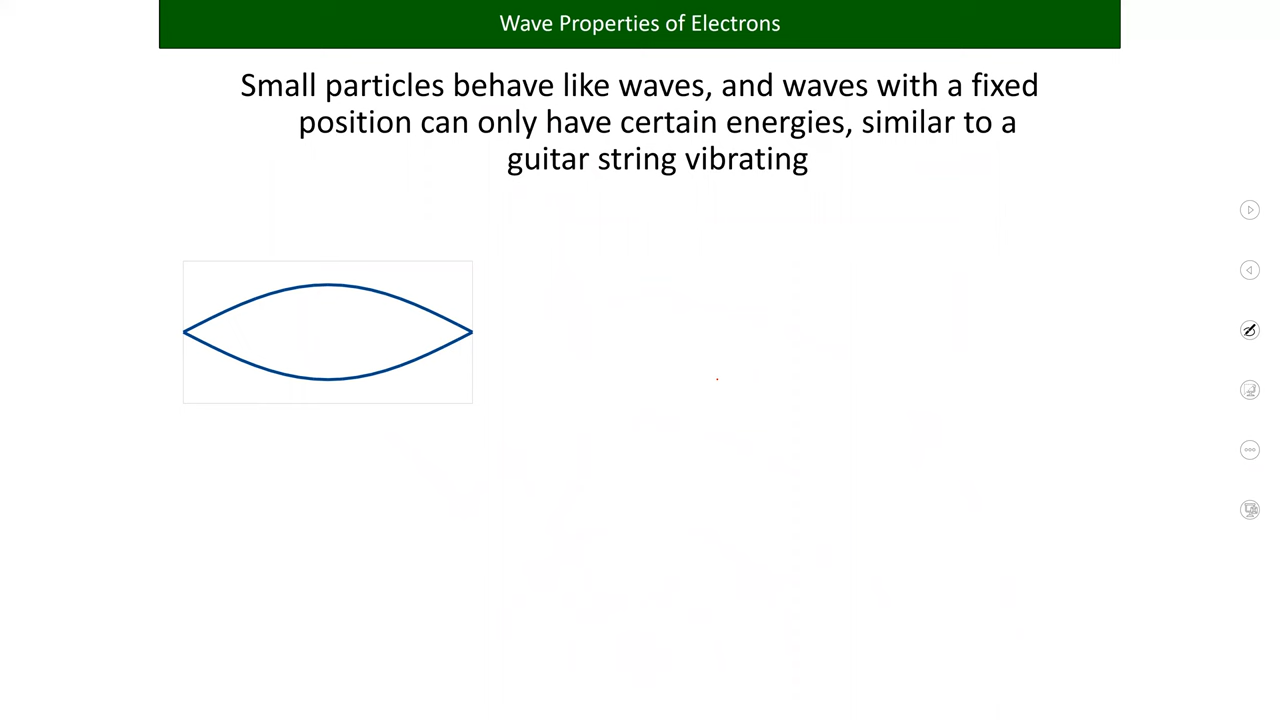 Wave Properties of Electrons
Small particles behave like waves, and waves with a fixed
position can only have certain energies, similar to a
guitar string vibrating